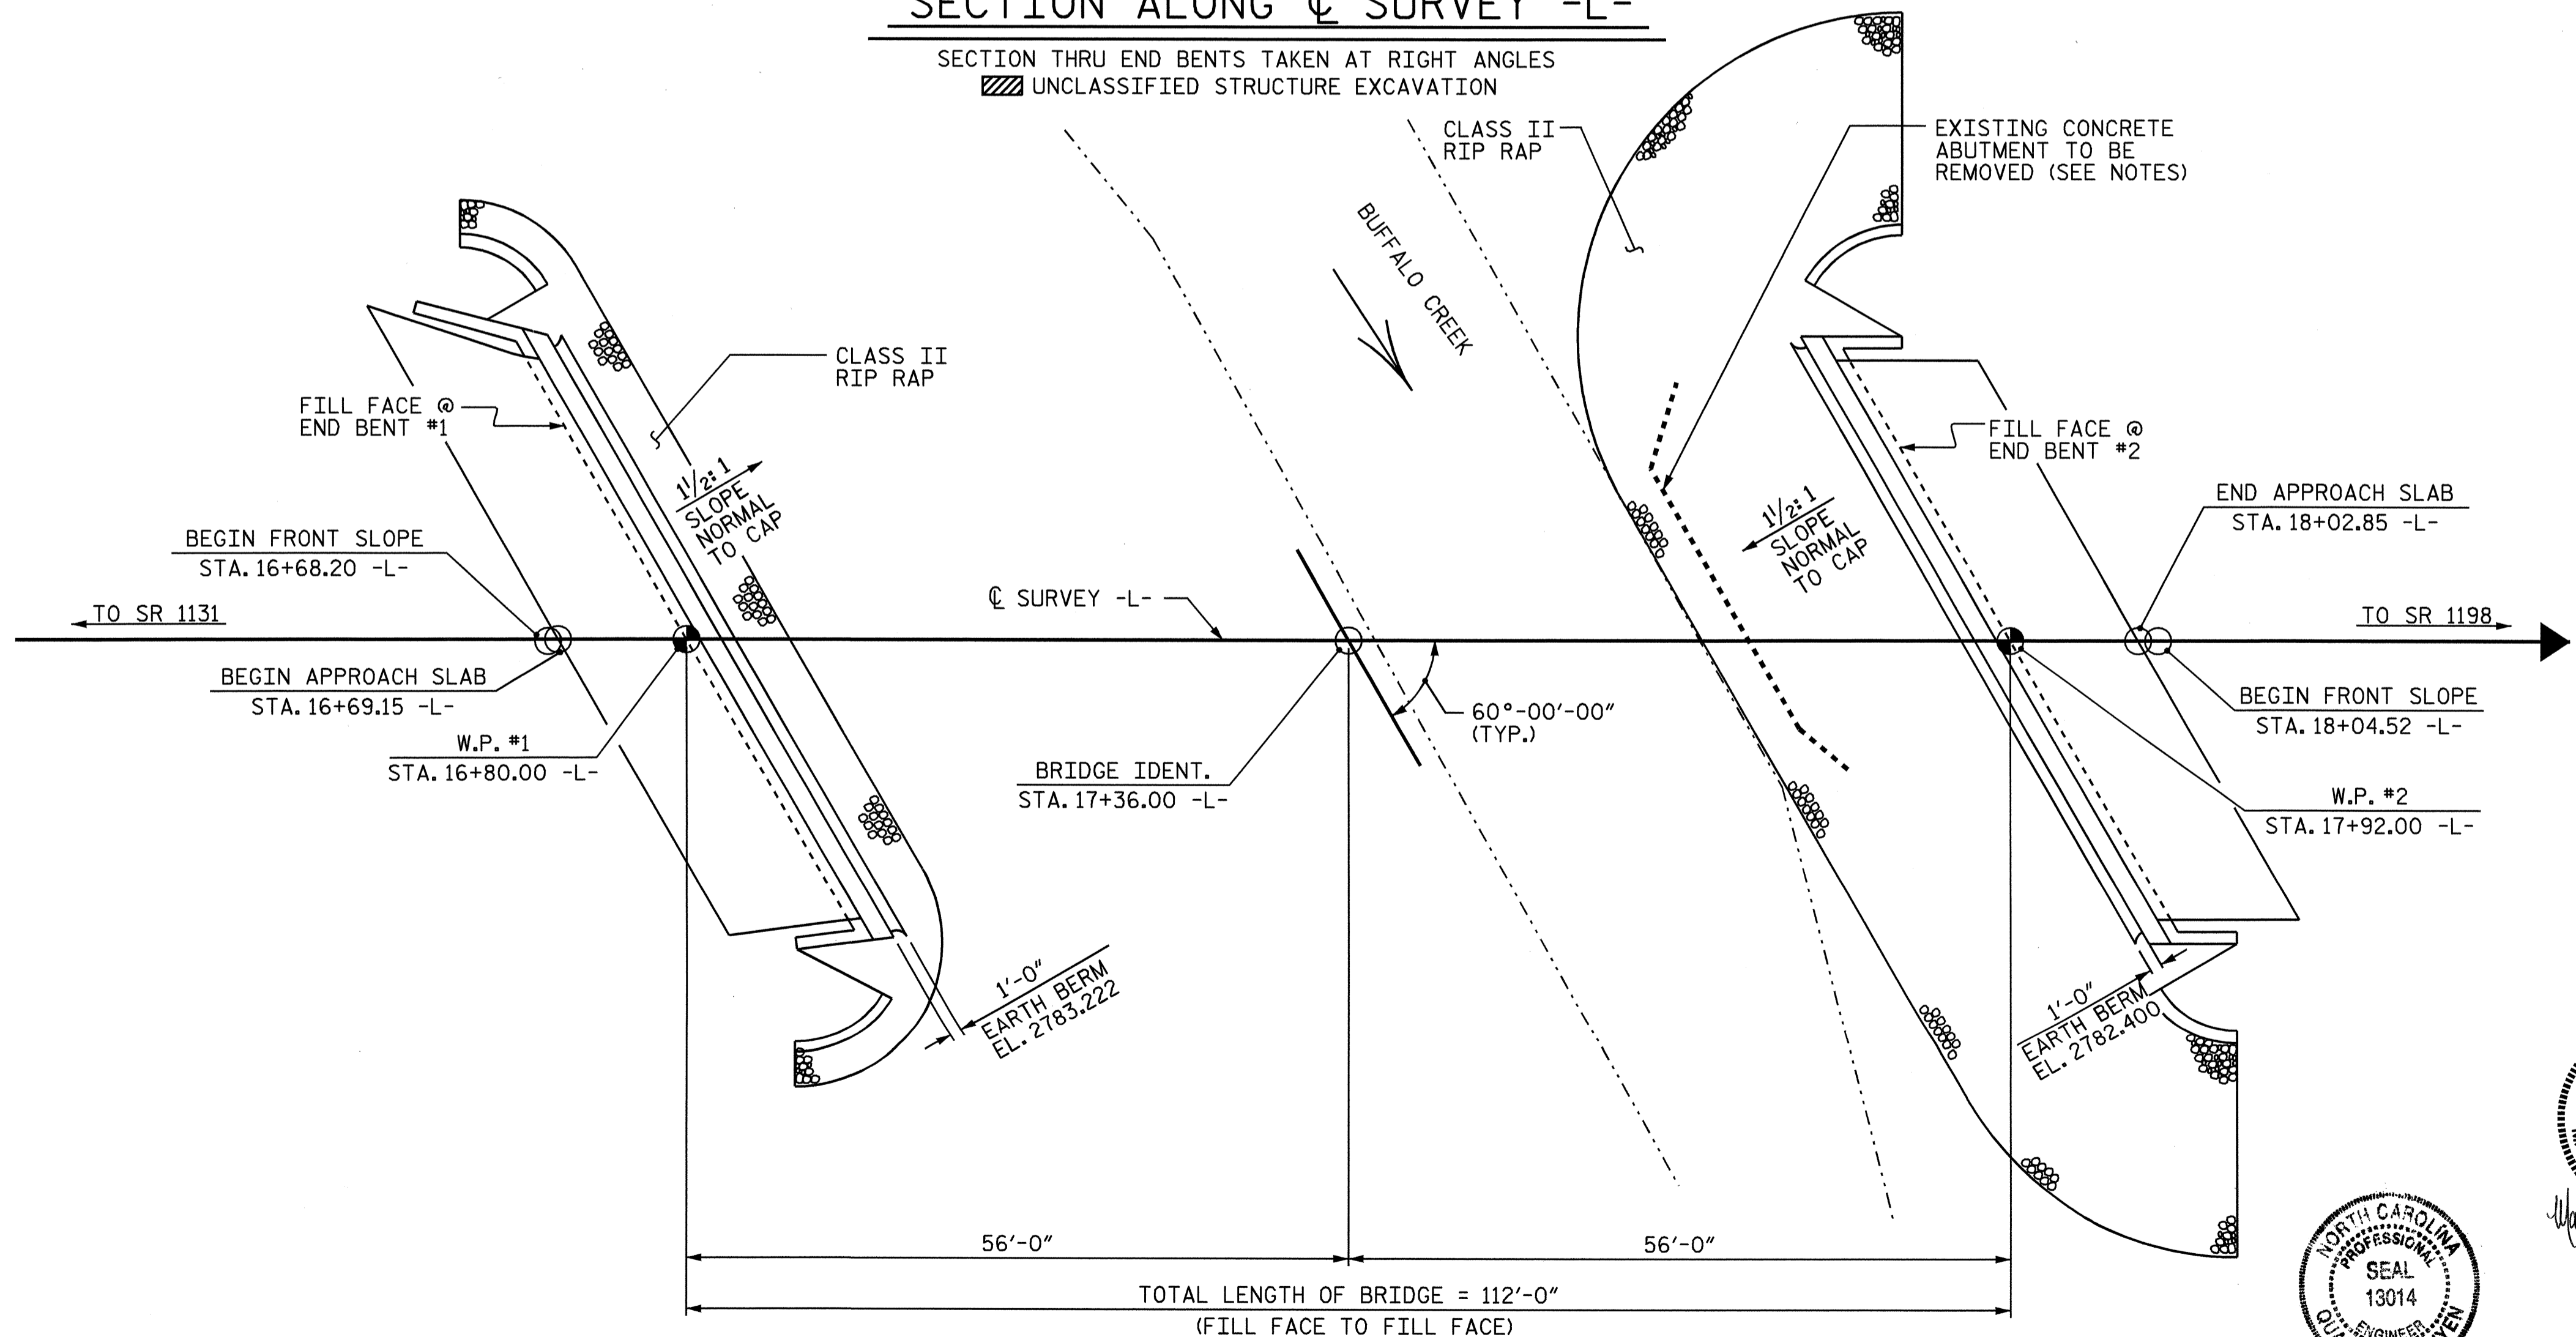 SECTION ALONG ℄ SURVEY -L-
SECTION THRU END BENTS TAKEN AT RIGHT ANGLES
UNCLASSIFIED STRUCTURE EXCAVATION
CLASS II
RIP RAP
EXISTING CONCRETE
ABUTMENT TO BE
REMOVED (SEE NOTES)
BUFFALO CREEK
CLASS II
RIP RAP
FILL FACE @
END BENT #1
FILL FACE @
END BENT #2
1½:1
SLOPE
NORMAL
TO CAP
1½:1
SLOPE
NORMAL
TO CAP
END APPROACH SLAB
STA. 18+02.85 -L-
BEGIN FRONT SLOPE
STA. 16+68.20 -L-
℄ SURVEY -L-
TO SR 1131
TO SR 1198
BEGIN APPROACH SLAB
STA. 16+69.15 -L-
BEGIN FRONT SLOPE
STA. 18+04.52 -L-
60°-00'-00"
(TYP.)
W.P. #1
STA. 16+80.00 -L-
BRIDGE IDENT.
STA. 17+36.00 -L-
W.P. #2
STA. 17+92.00 -L-
1'-0"
EARTH BERM
EL. 2783.222
1'-0"
EARTH BERM
EL. 2782.400
56'-0"
56'-0"
TOTAL LENGTH OF BRIDGE = 112'-0"
(FILL FACE TO FILL FACE)
NORTH CAROLINA
PROFESSIONAL
SEAL
13014
ENGINEER